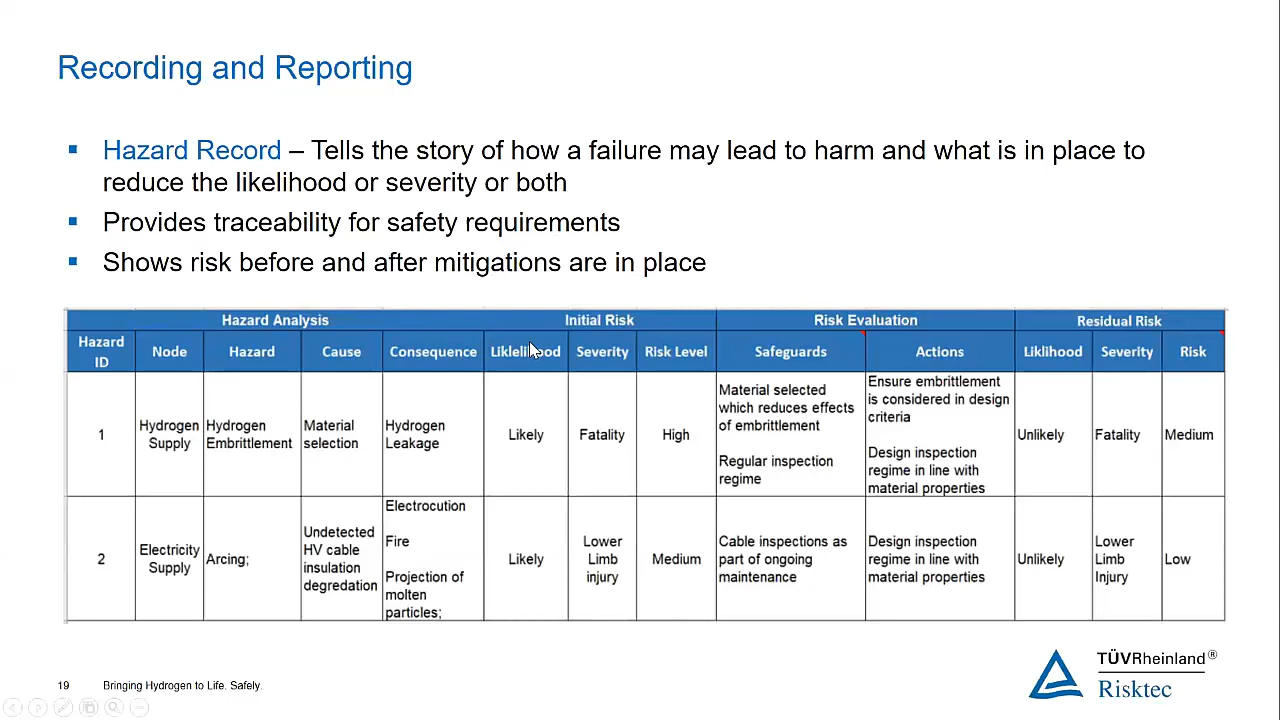 Recording and Reporting
▪ Hazard Record – Tells the story of how a failure may lead to harm and what is in place to
reduce the likelihood or severity or both
▪ Provides traceability for safety requirements
▪ Shows risk before and after mitigations are in place
Hazard Analysis Initial Risk Risk Evaluation Residual Risk
Hazard
ID
Node Hazard Cause Consequence Liklelihood Severity Risk Level Safeguards Actions Liklihood Severity Risk
1
Hydrogen
Supply
Hydrogen
Embrittlement
Material
selection
Hydrogen
Leakage
Likely
Fatality
High
Material selected
which reduces effects
of embrittlement
Regular inspection
regime
Ensure embrittlement
is considered in design
criteria
Design inspection
regime in line with
material properties
Unlikely
Fatality
Medium
2
Electricity
Supply
Arcing;
Undetected
HV cable
insulation
degredation
Electrocution
Fire
Projection of
molten
particles;
Likely
Lower
Limb
injury
Medium
Cable inspections as
part of ongoing
maintenance
Design inspection
regime in line with
material properties
Unlikely
Lower
Limb
Injury
Low
19 Bringing Hydrogen to Life. Safely.
TÜVRheinland®
Risktec